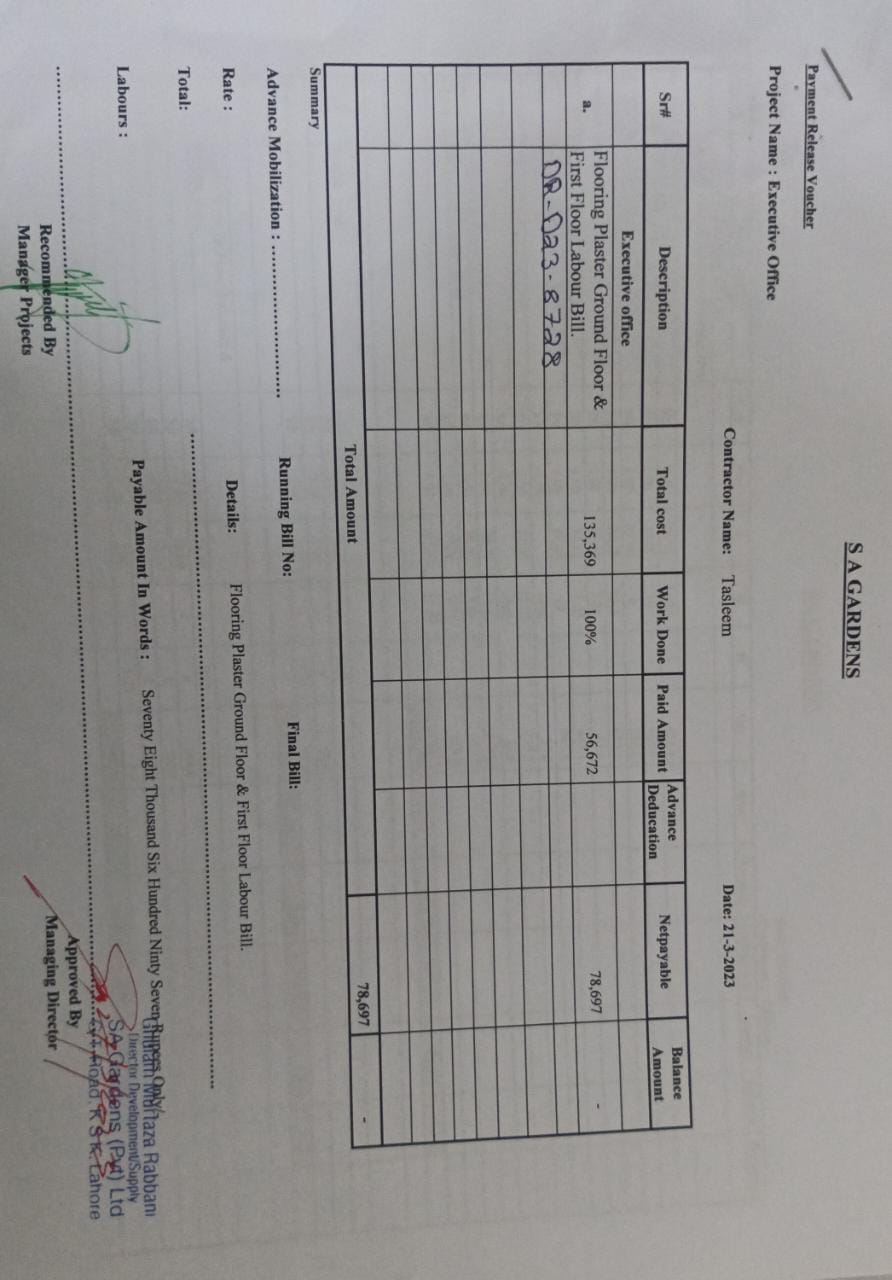 S A GARDENS
Payment Release Voucher
Project Name : Executive Office
Contractor Name: Tasleem
Date: 21-3-2023
Sr# Description Total cost Work Done Paid Amount Advance Deducation Netpayable Balance Amount
Executive office
a. Flooring Plaster Ground Floor & First Floor Labour Bill. 135,369 100% 56,672 78,697 -
DR-023-8728
Total Amount 78,697 -
Summary
Advance Mobilization : Running Bill No: Final Bill:
Rate : Details: Flooring Plaster Ground Floor & First Floor Labour Bill.
Total:
Labours : Payable Amount In Words : Seventy Eight Thousand Six Hundred Ninty Seven Rupees Only/
Murtaza Rabbani
Director Development/Supply
SA Gardens (Pvt) Ltd
Road, K S K, Lahore
Recommended By
Manager Projects
Approved By
Managing Director